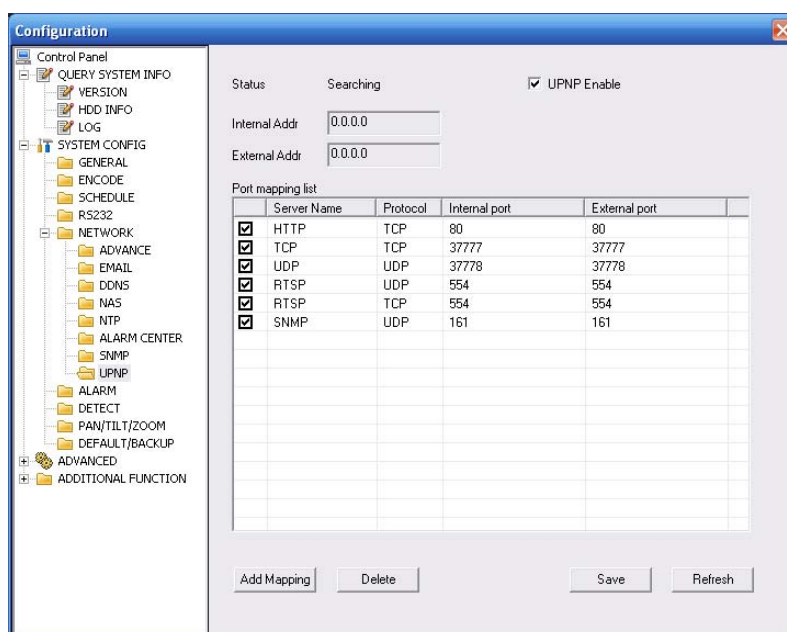 Configuration
Control Panel
QUERY SYSTEM INFO
VERSION
HDD INFO
LOG
SYSTEM CONFIG
GENERAL
ENCODE
SCHEDULE
RS232
NETWORK
ADVANCE
EMAIL
DDNS
NAS
NTP
ALARM CENTER
SNMP
UPNP
ALARM
DETECT
PAN/TILT/ZOOM
DEFAULT/BACKUP
ADVANCED
ADDITIONAL FUNCTION
Status Searching UPNP Enable
Internal Addr 0.0.0.0
External Addr 0.0.0.0
Port mapping list
Server Name Protocol Internal port External port
HTTP TCP 80 80
TCP TCP 37777 37777
UDP UDP 37778 37778
RTSP UDP 554 554
RTSP TCP 554 554
SNMP UDP 161 161
Add Mapping Delete Save Refresh